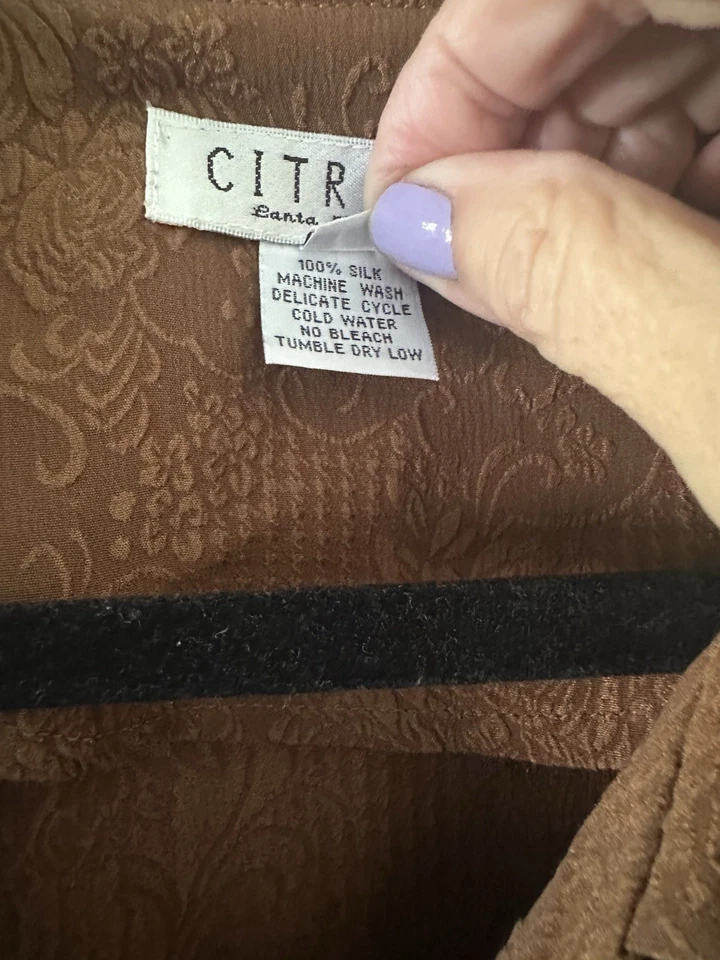 CITR
100% SILK
MACHINE WASH
DELICATE CYCLE
COLD WATER
NO BLEACH
TUMBLE DRY LOW